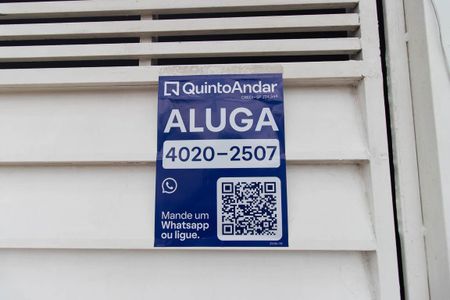 QuintoAndar
ALUGA
4020-2507
Mande um
Whatsapp
ou ligue.